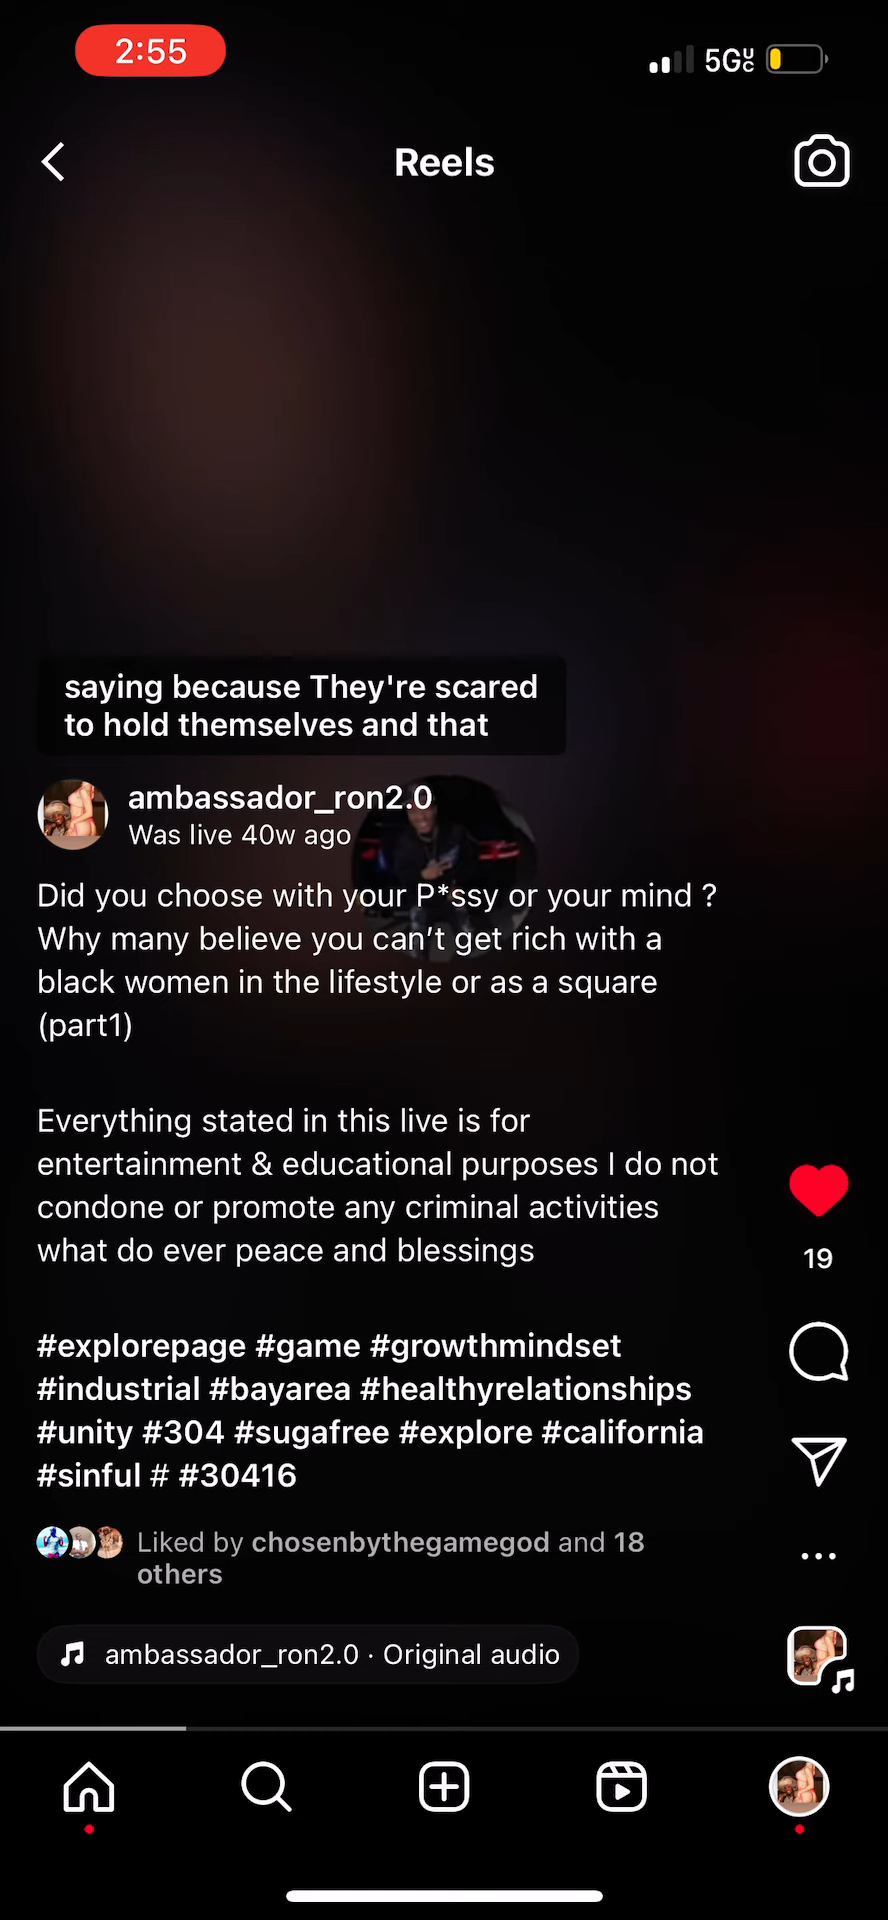 2:55
5GUC
Reels
saying because They're scared
to hold themselves and that
ambassador_ron2.0
Was live 40w ago
Did you choose with your P*ssy or your mind ?
Why many believe you can’t get rich with a
black women in the lifestyle or as a square
(part1)
Everything stated in this live is for
entertainment & educational purposes I do not
condone or promote any criminal activities
what do ever peace and blessings
#explorepage #game #growthmindset
#industrial #bayarea #healthyrelationships
#unity #304 #sugafree #explore #california
#sinful # #30416
19
Liked by chosenbythegamegod and 18
others
ambassador_ron2.0 · Original audio